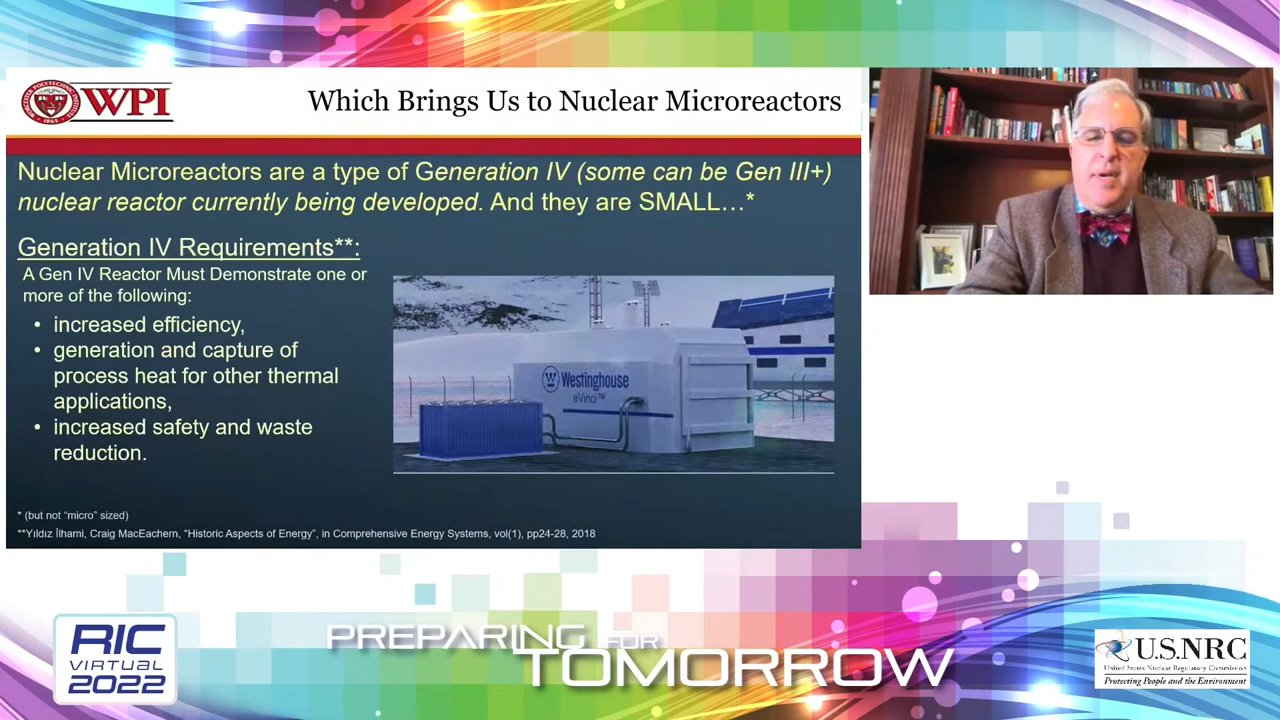 WPI
Which Brings Us to Nuclear Microreactors
Nuclear Microreactors are a type of Generation IV (some can be Gen III+)
nuclear reactor currently being developed. And they are SMALL…*
Generation IV Requirements**:
A Gen IV Reactor Must Demonstrate one or
more of the following:
• increased efficiency,
• generation and capture of
process heat for other thermal
applications,
• increased safety and waste
reduction.
Westinghouse
eVinci™
* (but not “micro” sized)
**Yıldız İlhami, Craig MacEachern, “Historic Aspects of Energy”, in Comprehensive Energy Systems, vol(1), pp24-28, 2018
RIC
VIRTUAL
2022
PREPARING FOR
TOMORROW
U.S.NRC
United States Nuclear Regulatory Commission
Protecting People and the Environment